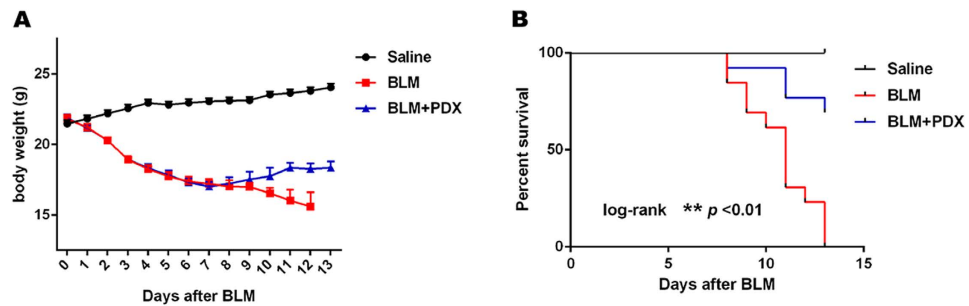 A
body weight (g)
25
20
15
0 1 2 3 4 5 6 7 8 9 10 11 12 13
Days after BLM
Saline
BLM
BLM+PDX
B
Percent survival
100
50
0
0 5 10 15
Days after BLM
log-rank ** p <0.01
Saline
BLM
BLM+PDX